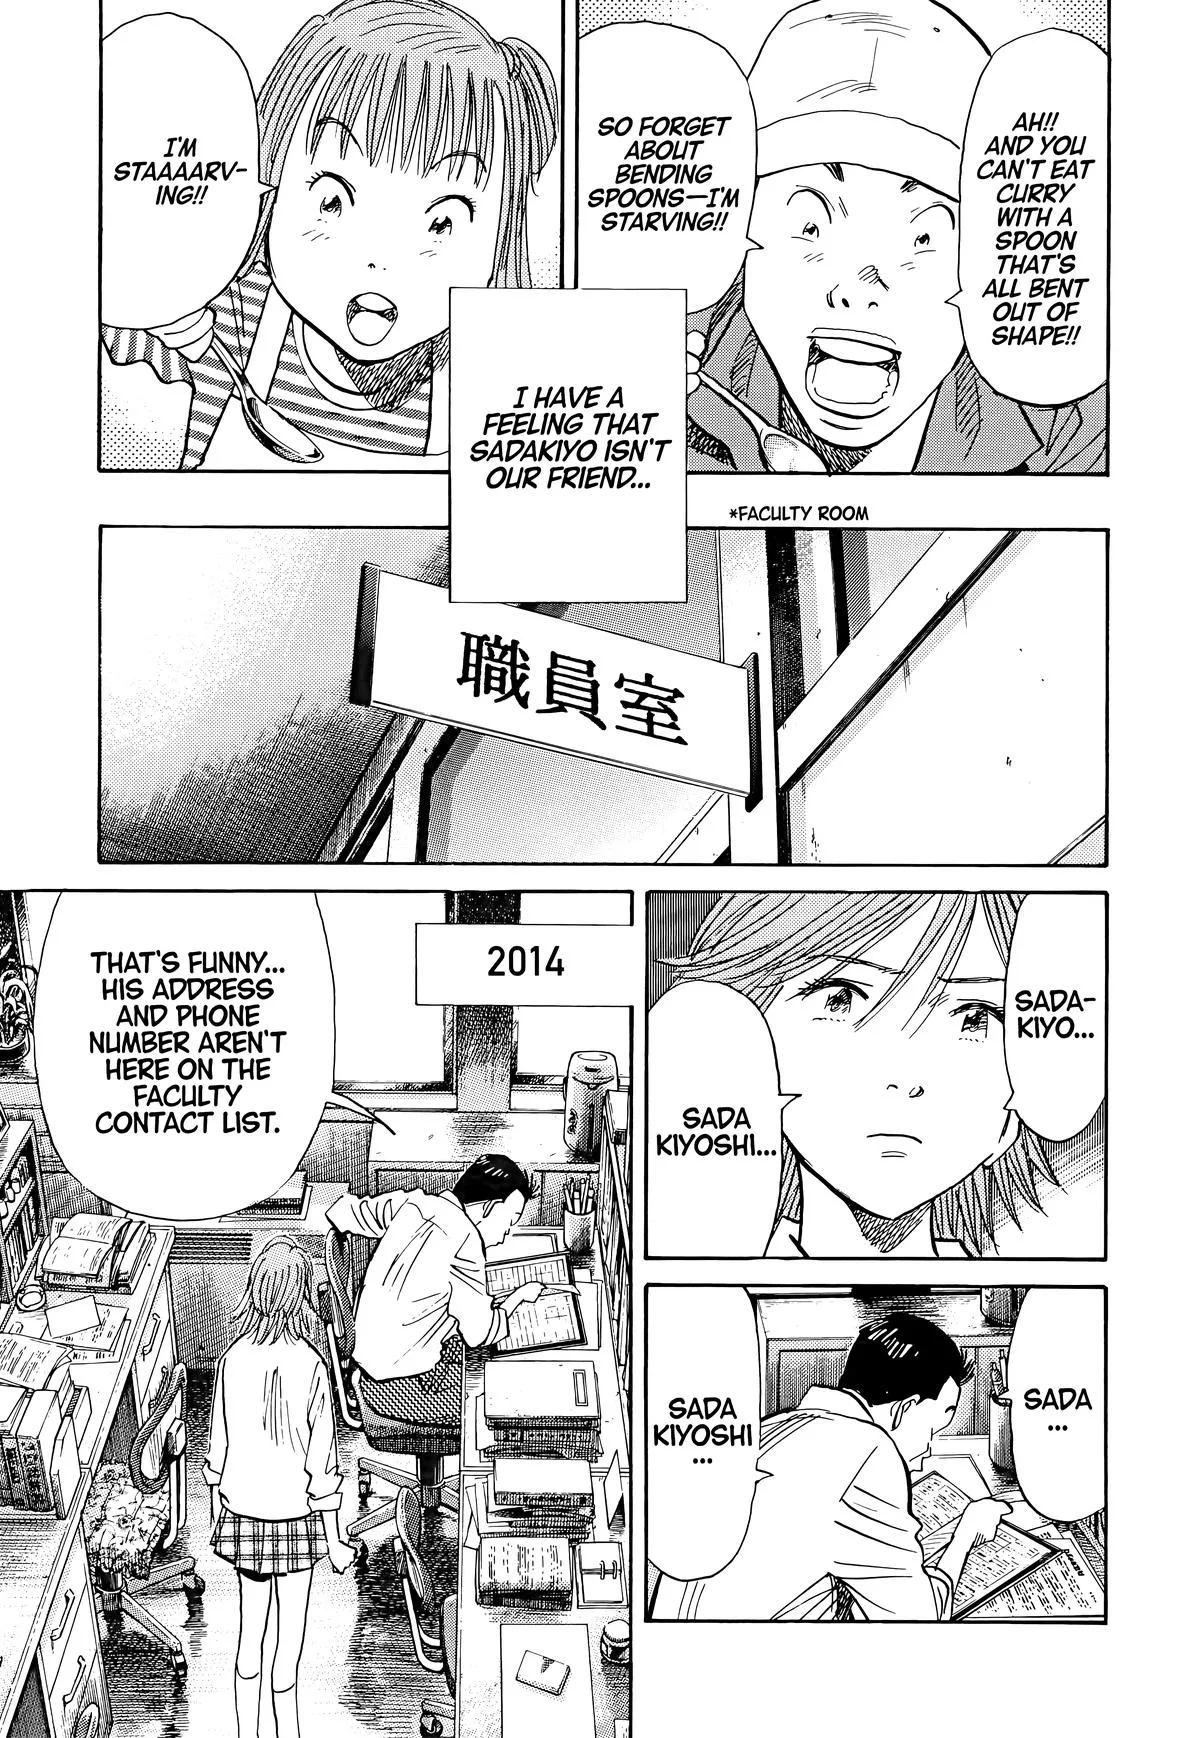 AH!!
AND YOU
CAN'T EAT
CURRY
WITH A
SPOON
THAT'S
ALL BENT
OUT OF
SHAPE!!
SO FORGET
ABOUT
BENDING
SPOONS—I'M
STARVING!!
I'M
STAAAARV-
ING!!
I HAVE A
FEELING THAT
SADAKIYO ISN'T
OUR FRIEND...
*FACULTY ROOM
職員室
SADA-
KIYO...
SADA
KIYOSHI...
SADA
...
SADA
KIYOSHI
...
2014
THAT'S FUNNY...
HIS ADDRESS
AND PHONE
NUMBER AREN'T
HERE ON THE
FACULTY
CONTACT LIST.